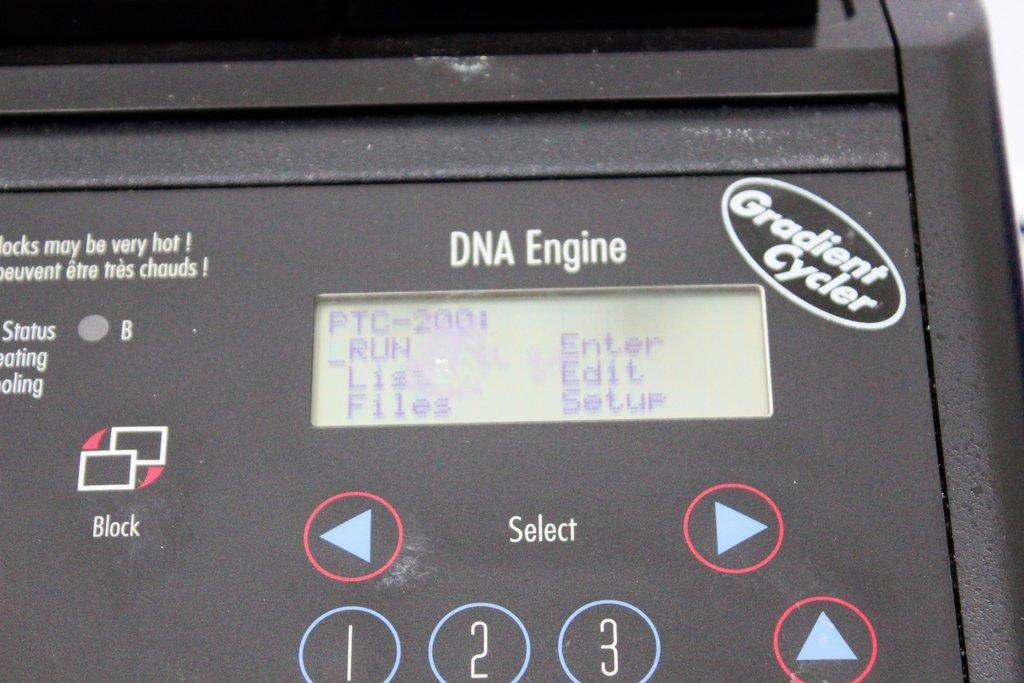 locks may be very hot !
peuvent être très chauds !
DNA Engine
Gradient
Cycler
Status B
eating
ooling
PTC-200:
_RUN Enter
List Edit
Files Setup
Block
Select
1 2 3